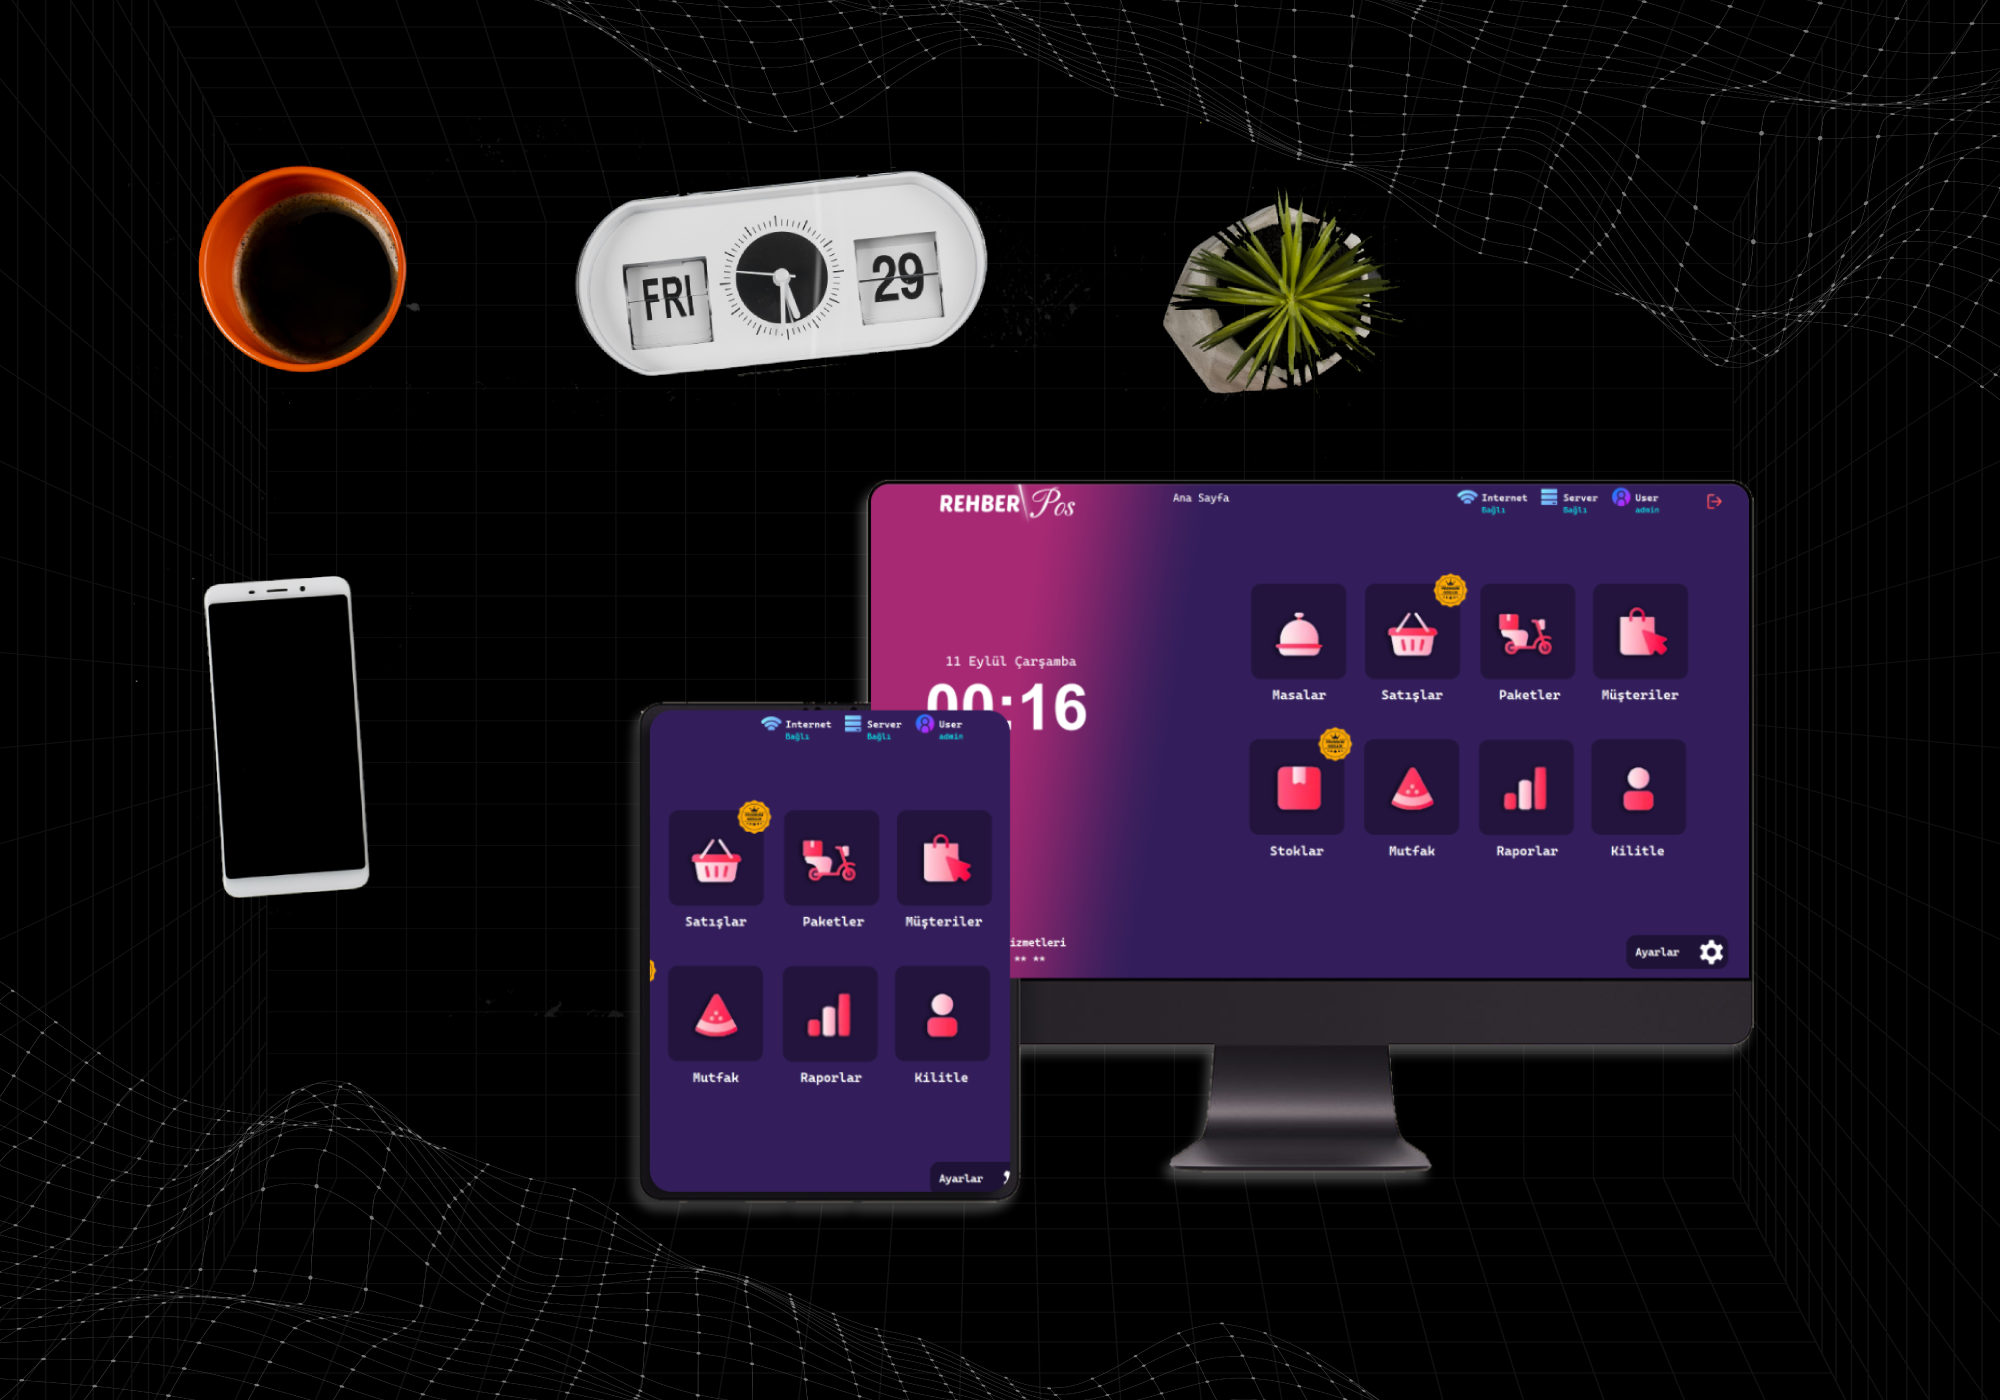 FRI
29
REHBER Pos
Ana Sayfa
Internet
Bağlı
Server
Bağlı
User
admin
11 Eylül Çarşamba
00:16
Masalar
Satışlar
Paketler
Müşteriler
Stoklar
Mutfak
Raporlar
Kilitle
izmetleri
** **
Ayarlar
Internet
Bağlı
Server
Bağlı
User
admin
Satışlar
Paketler
Müşteriler
Mutfak
Raporlar
Kilitle
Ayarlar